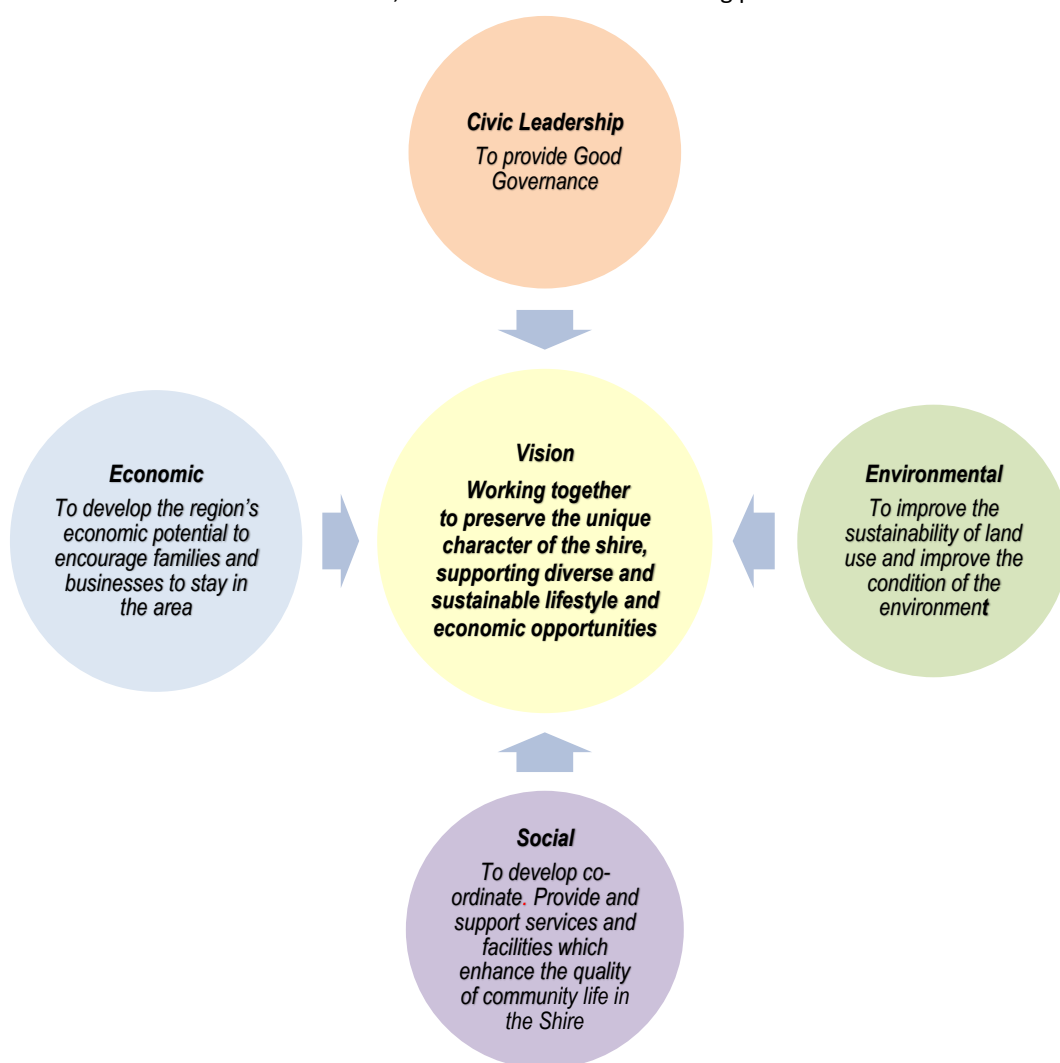 Civic Leadership
To provide Good
Governance
Economic
To develop the region’s
economic potential to
encourage families and
businesses to stay in
the area
Vision
Working together
to preserve the unique
character of the shire,
supporting diverse and
sustainable lifestyle and
economic opportunities
Environmental
To improve the
sustainability of land
use and improve the
condition of the
environment
Social
To develop co-
ordinate. Provide and
support services and
facilities which
enhance the quality
of community life in
the Shire